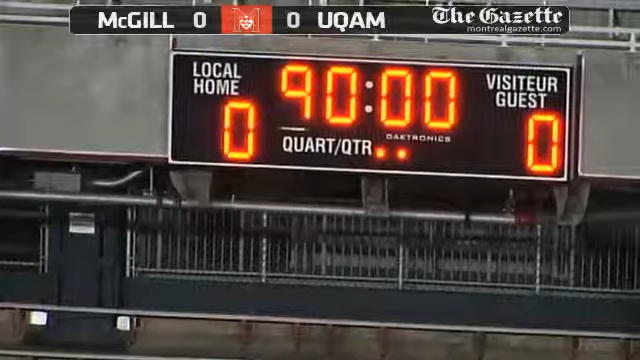 McGILL 0 0 UQAM
The Gazette
montrealgazette.com
LOCAL
HOME
90:00
VISITEUR
GUEST
0
QUART/QTR
DAKTRONICS
0